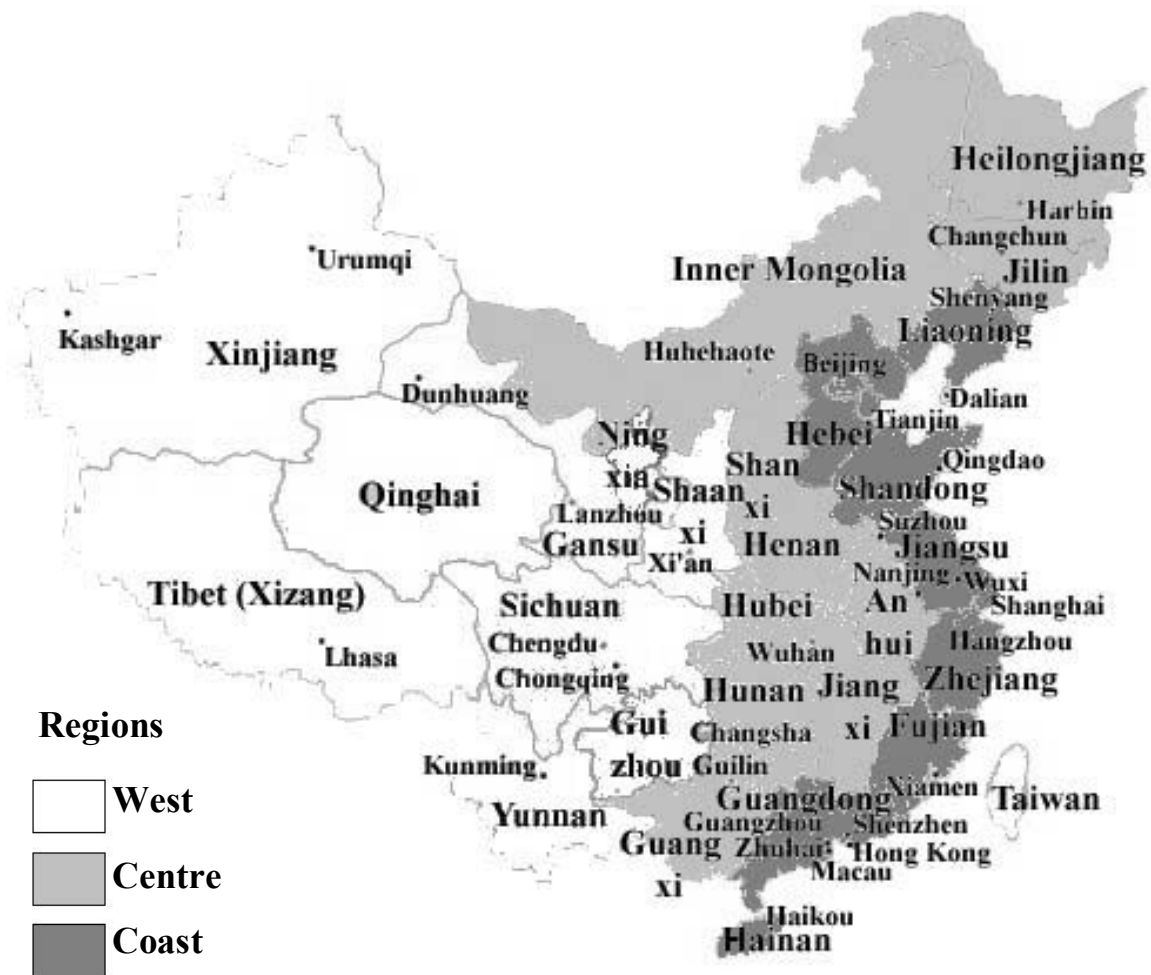 Heilongjiang
Harbin
Changchun
Urumqi
Inner Mongolia
Jilin
Shenyang
Kashgar
Liaoning
Xinjiang
Huhehaote
Beijing
Dunhuang
Dalian
Tianjin
Ning
xia
Hebei
Shan
xi
Qingdao
Qinghai
Shaan
xi
Shandong
Lanzhou
Suzhou
Gansu
Xi'an
Henan
Jiangsu
Nanjing
Wuxi
Tibet (Xizang)
Sichuan
Hubei
An
hui
Shanghai
Lhasa
Chengdu
Wuhan
Hangzhou
Chongqing
Hunan
Jiang
xi
Zhejiang
Gui
zhou
Changsha
Fujian
Kunming
Guilin
Xiamen
Taiwan
Yunnan
Guangdong
Guangzhou
Shenzhen
Guang
xi
Zhuhai
Hong Kong
Macau
Haikou
Hainan
Regions
West
Centre
Coast